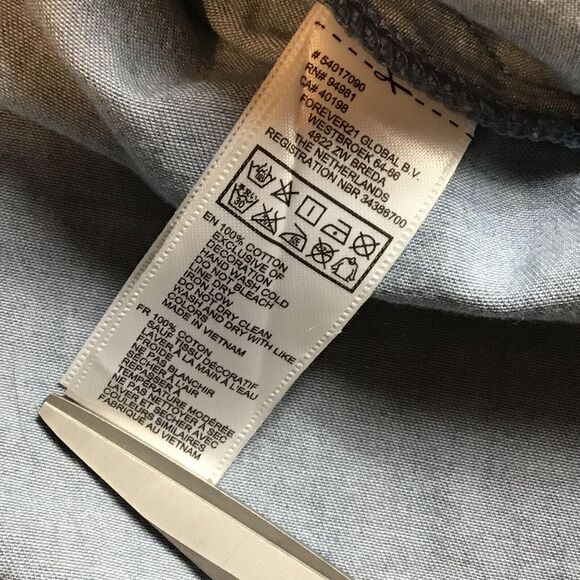 # 54017090
RN# 94981
CA# 40198
FOREVER21 GLOBAL B.V.
WESTBROEK 64-66
4822 ZW BREDA
THE NETHERLANDS
REGISTRATION NBR 34388700
30
EN 100% COTTON
EXCLUSIVE OF
DECORATION
HAND WASH COLD
DO NOT BLEACH
LINE DRY
IRON LOW
DO NOT DRY CLEAN
WASH AND DRY WITH LIKE
COLORS
MADE IN VIETNAM
FR 100% COTON
SAUF TISSU DÉCORATIF
LAVER À LA MAIN À L'EAU
FROIDE
NE PAS BLANCHIR
SÉCHER À L'AIR
REPASSER À
TEMPÉRATURE MODÉRÉE
NE PAS NETTOYER À SEC
LAVER ET SÉCHER AVEC
COULEURS SIMILAIRES
FABRIQUÉ AU VIETNAM